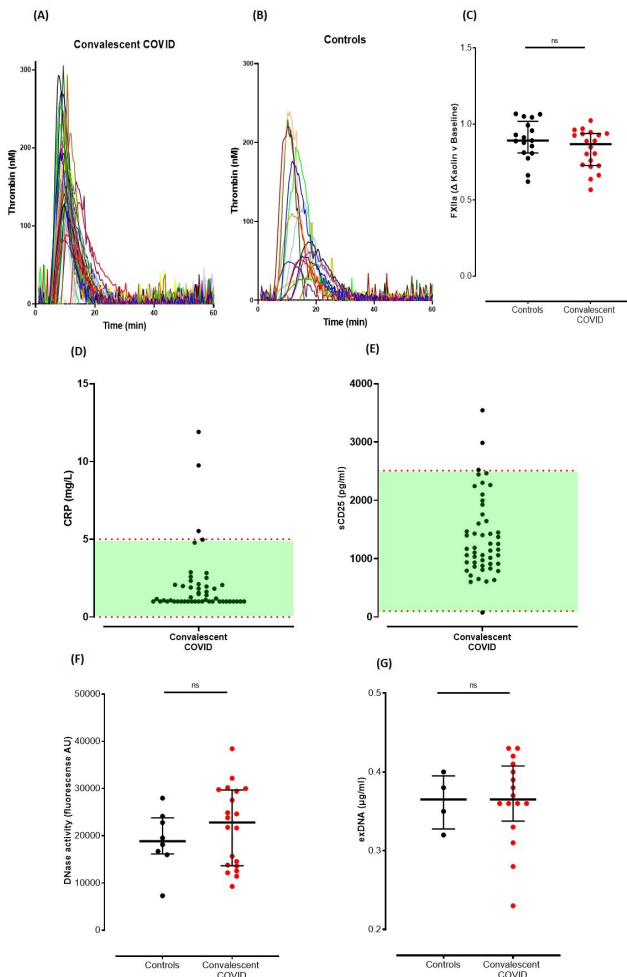 (A)
Convalescent COVID
300
200
100
0
Thrombin (nM)
0 20 40 60
Time (min)
(B)
Controls
300
200
100
0
Thrombin (nM)
0 20 40 60
Time (min)
(C)
ns
1.5
1.0
0.5
0.0
FXIIa (Δ Kaolin v Baseline)
Controls Convalescent
COVID
(D)
15
10
5
0
CRP (mg/L)
Convalescent
COVID
(E)
4000
3000
2000
1000
0
sCD25 (pg/ml)
Convalescent
COVID
(F)
ns
50000
40000
30000
20000
10000
0
DNase activity (fluorescense AU)
Controls Convalescent
COVID
(G)
ns
0.5
0.4
0.3
0.2
exDNA (µg/ml)
Controls Convalescent
COVID